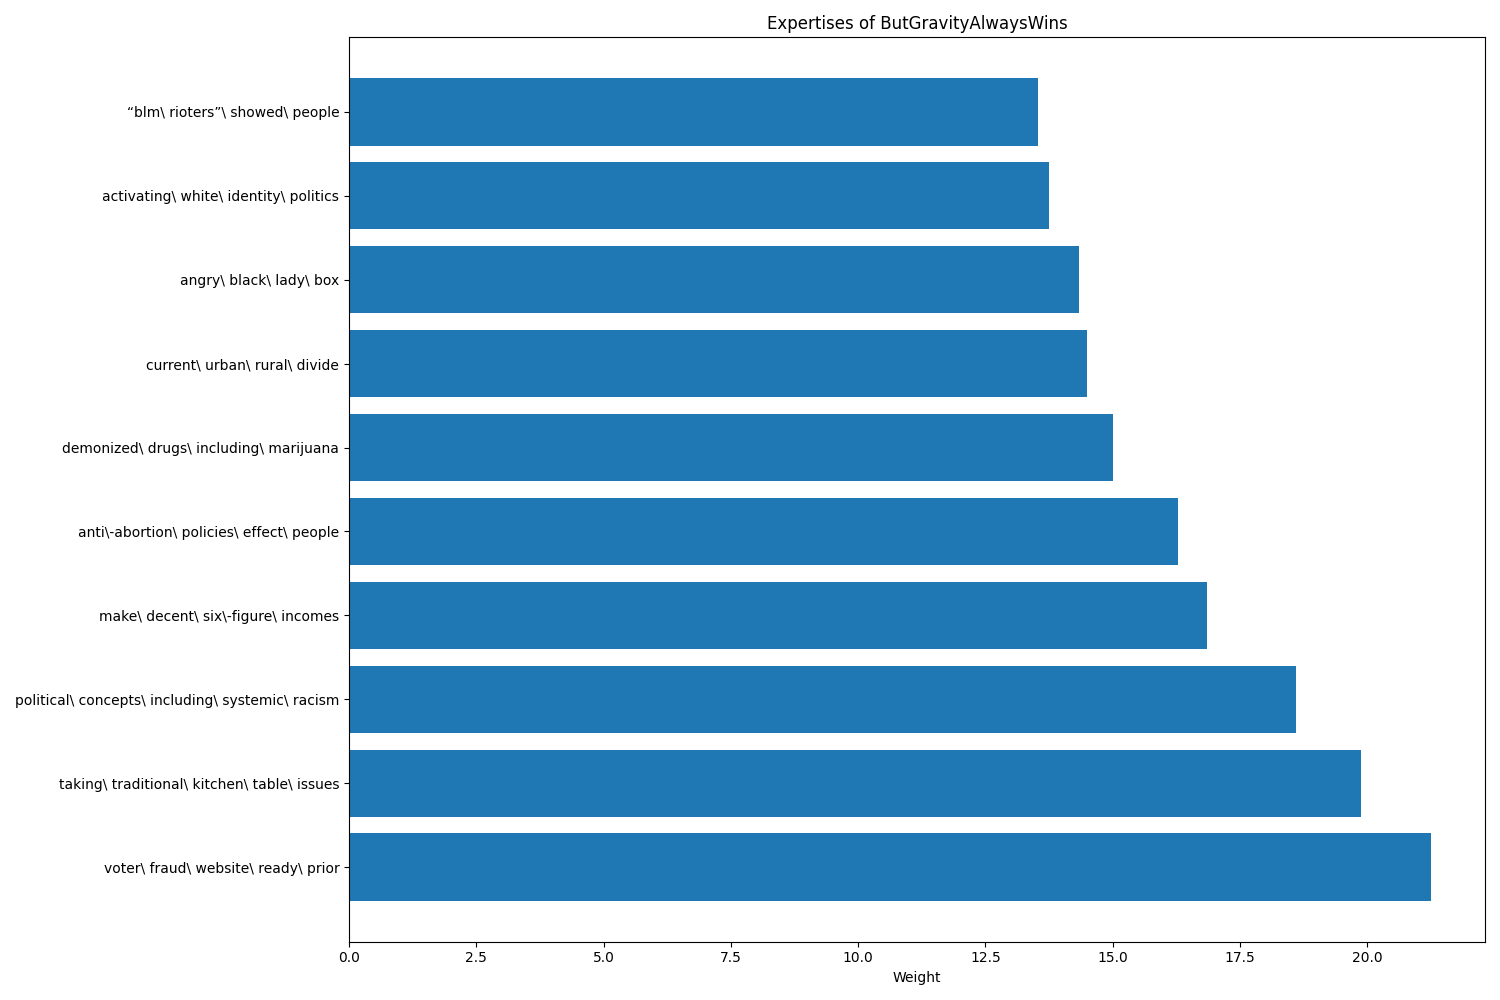 Expertises of ButGravityAlwaysWins
“blm\ rioters”\ showed\ people
activating\ white\ identity\ politics
angry\ black\ lady\ box
current\ urban\ rural\ divide
demonized\ drugs\ including\ marijuana
anti\-abortion\ policies\ effect\ people
make\ decent\ six\-figure\ incomes
political\ concepts\ including\ systemic\ racism
taking\ traditional\ kitchen\ table\ issues
voter\ fraud\ website\ ready\ prior
0.0 2.5 5.0 7.5 10.0 12.5 15.0 17.5 20.0
Weight